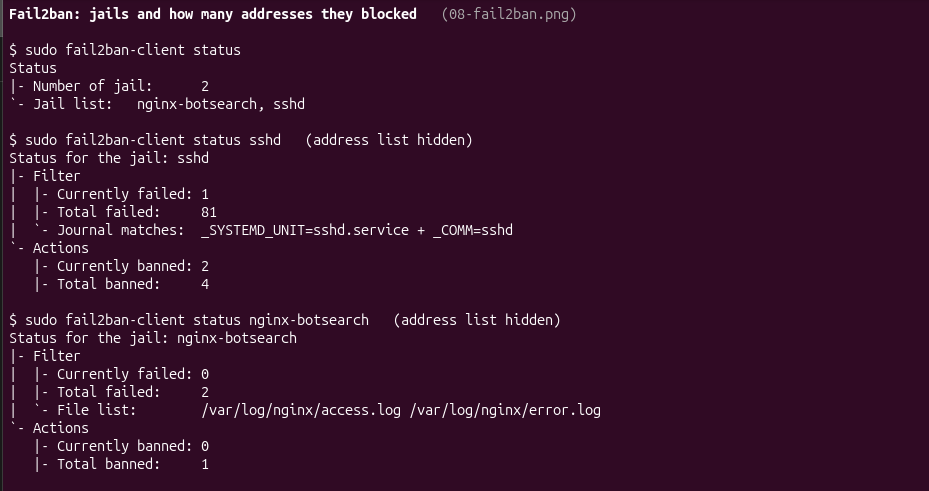 Fail2ban: jails and how many addresses they blocked   (08-fail2ban.png)
$ sudo fail2ban-client status
Status
|- Number of jail:      2
`- Jail list:   nginx-botsearch, sshd
$ sudo fail2ban-client status sshd   (address list hidden)
Status for the jail: sshd
|- Filter
|  |- Currently failed: 1
|  |- Total failed:     81
|  `- Journal matches:  _SYSTEMD_UNIT=sshd.service + _COMM=sshd
`- Actions
   |- Currently banned: 2
   |- Total banned:     4
$ sudo fail2ban-client status nginx-botsearch   (address list hidden)
Status for the jail: nginx-botsearch
|- Filter
|  |- Currently failed: 0
|  |- Total failed:     2
|  `- File list:        /var/log/nginx/access.log /var/log/nginx/error.log
`- Actions
   |- Currently banned: 0
   |- Total banned:     1